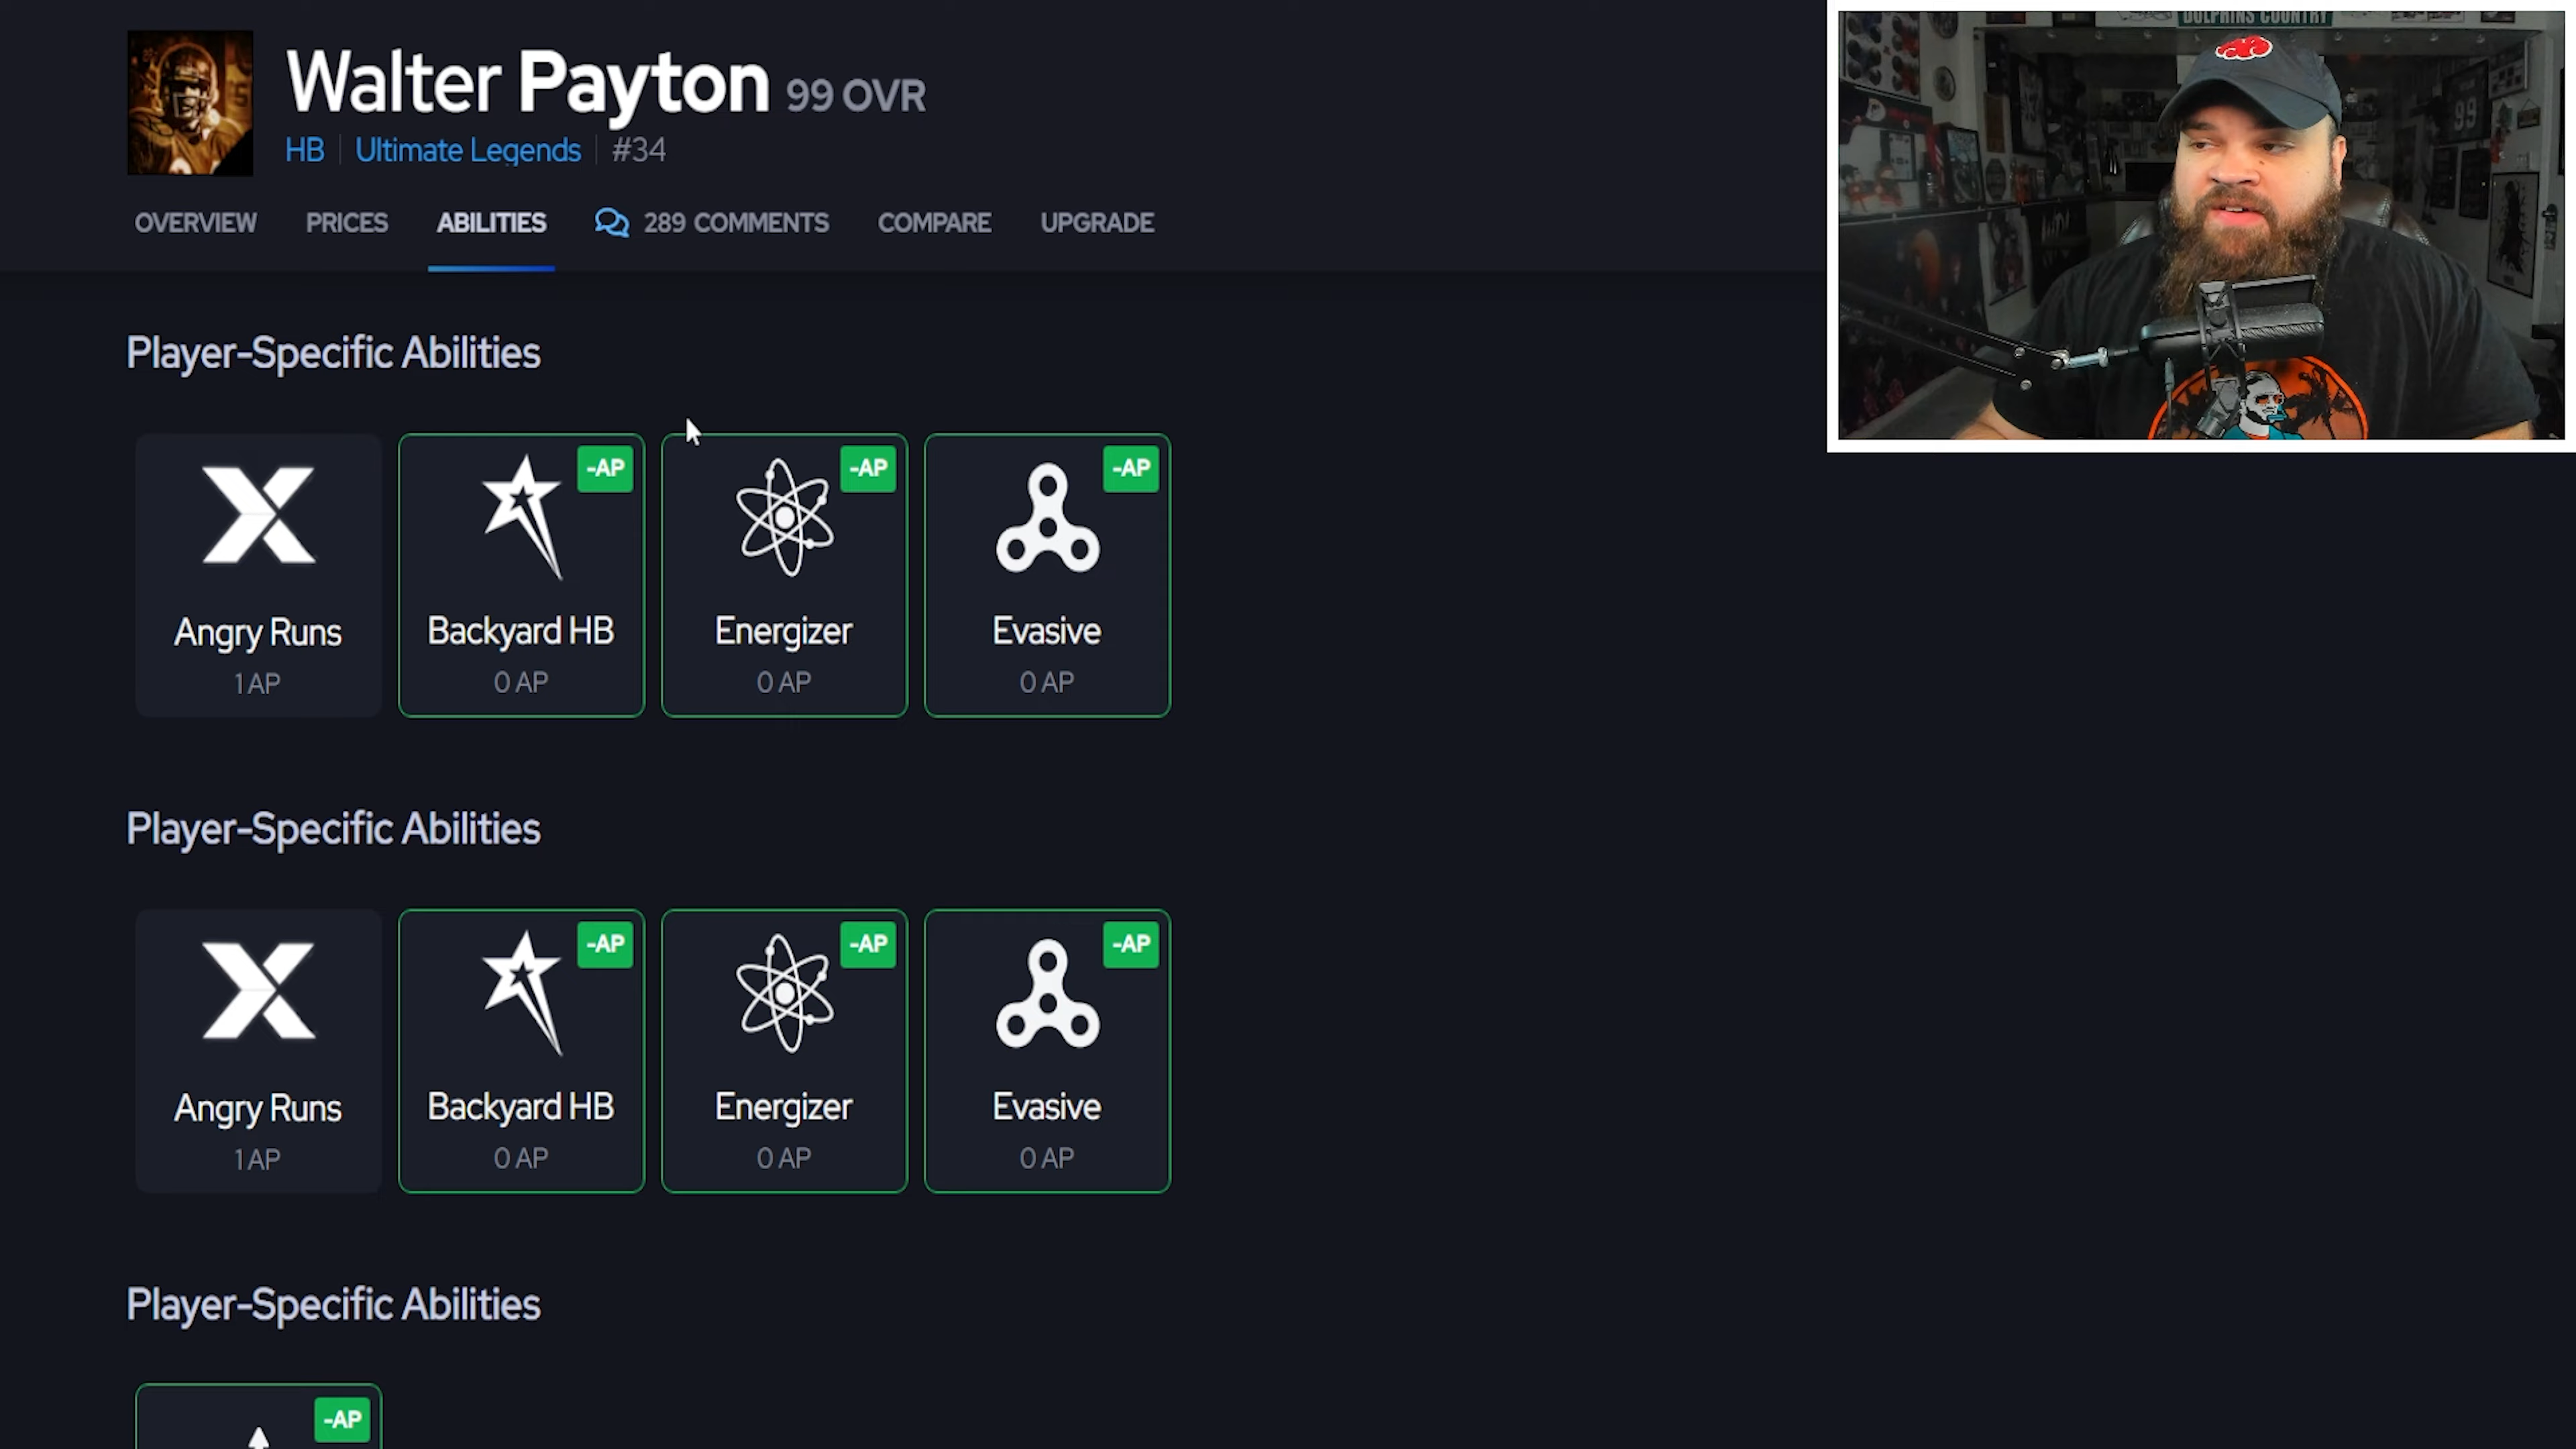 Walter Payton 99 OVR
HB Ultimate Legends #34
OVERVIEW PRICES ABILITIES 289 COMMENTS COMPARE UPGRADE
Player-Specific Abilities
-AP -AP -AP
Angry Runs Backyard HB Energizer Evasive
1 AP 0 AP 0 AP 0 AP
Player-Specific Abilities
-AP -AP -AP
Angry Runs Backyard HB Energizer Evasive
1 AP 0 AP 0 AP 0 AP
Player-Specific Abilities
-AP
DOLPHINS COUNTRY
99